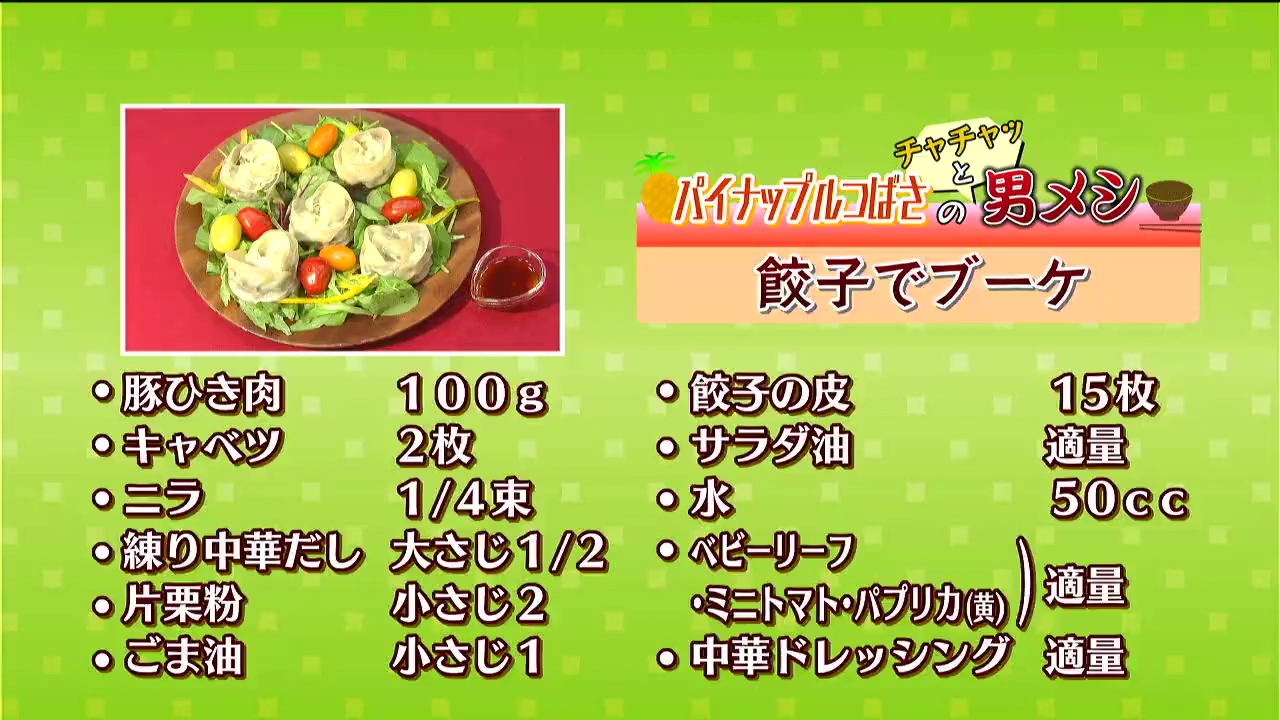 パイナップルつばさの
チャチャッと
男メシ
餃子でブーケ
・豚ひき肉 １００ｇ
・キャベツ ２枚
・ニラ １/４束
・練り中華だし 大さじ１/２
・片栗粉 小さじ２
・ごま油 小さじ１
・餃子の皮 １５枚
・サラダ油 適量
・水 ５０ｃｃ
・ベビーリーフ
・ミニトマト・パプリカ(黄)) 適量
・中華ドレッシング 適量